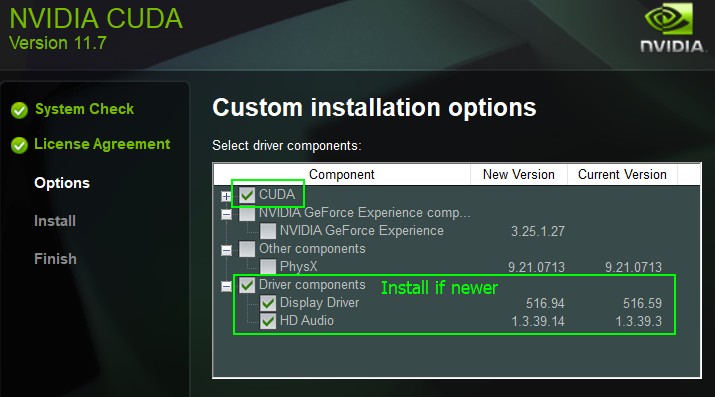 NVIDIA CUDA
Version 11.7
NVIDIA.
System Check
License Agreement
Options
Install
Finish
Custom installation options
Select driver components:
Component New Version Current Version
CUDA
NVIDIA GeForce Experience comp...
NVIDIA GeForce Experience 3.25.1.27
Other components
PhysX 9.21.0713 9.21.0713
Driver components Install if newer
Display Driver 516.94 516.59
HD Audio 1.3.39.14 1.3.39.3